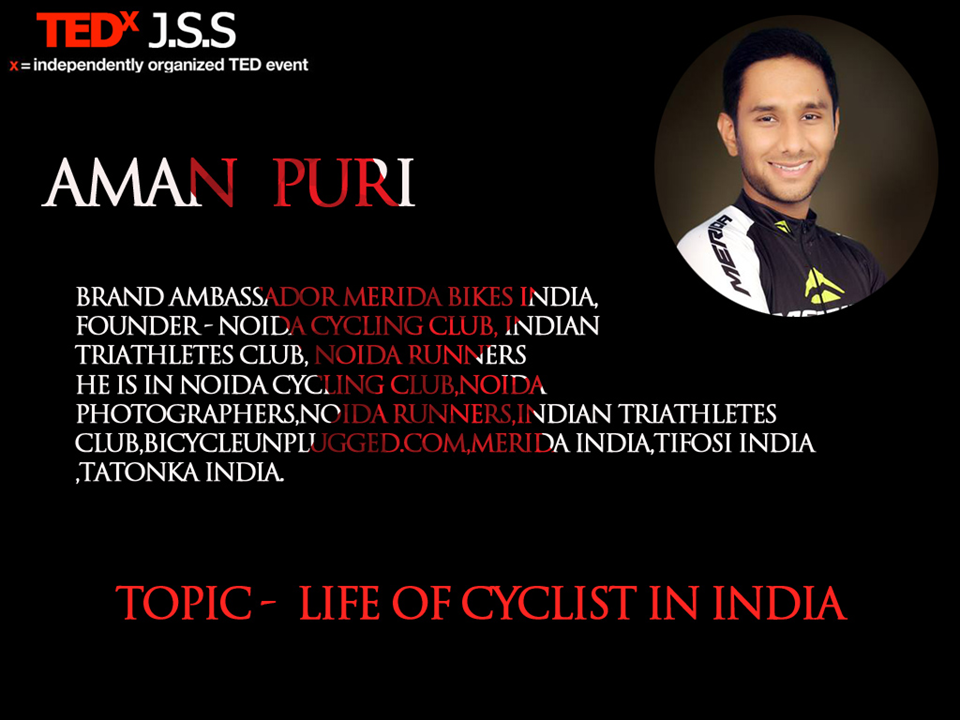 TEDx J.S.S
x = independently organized TED event
AMAN PURI
BRAND AMBASSADOR MERIDA BIKES INDIA,
FOUNDER - NOIDA CYCLING CLUB, INDIAN
TRIATHLETES CLUB, NOIDA RUNNERS
HE IS IN NOIDA CYCLING CLUB,NOIDA
PHOTOGRAPHERS,NOIDA RUNNERS,INDIAN TRIATHLETES
CLUB,BICYCLEUNPLUGGED.COM,MERIDA INDIA,TIFOSI INDIA
,TATONKA INDIA.
TOPIC - LIFE OF CYCLIST IN INDIA
MERIDA